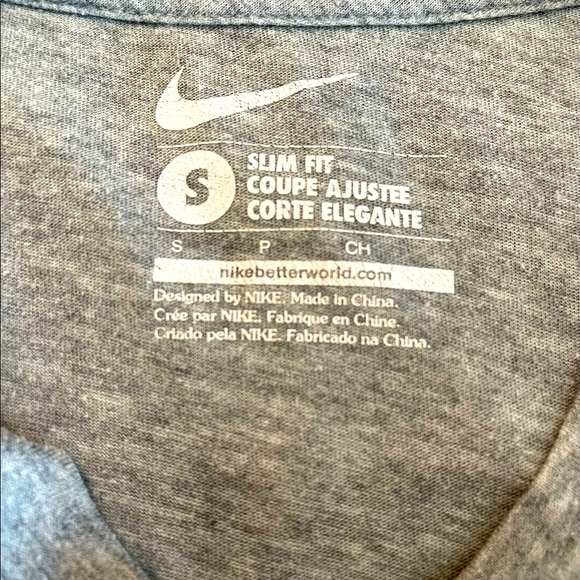 S
SLIM FIT
COUPE AJUSTEE
CORTE ELEGANTE
S P CH
nikebetterworld.com
Designed by NIKE. Made in China.
Crée par NIKE. Fabrique en Chine.
Criado pela NIKE. Fabricado na China.